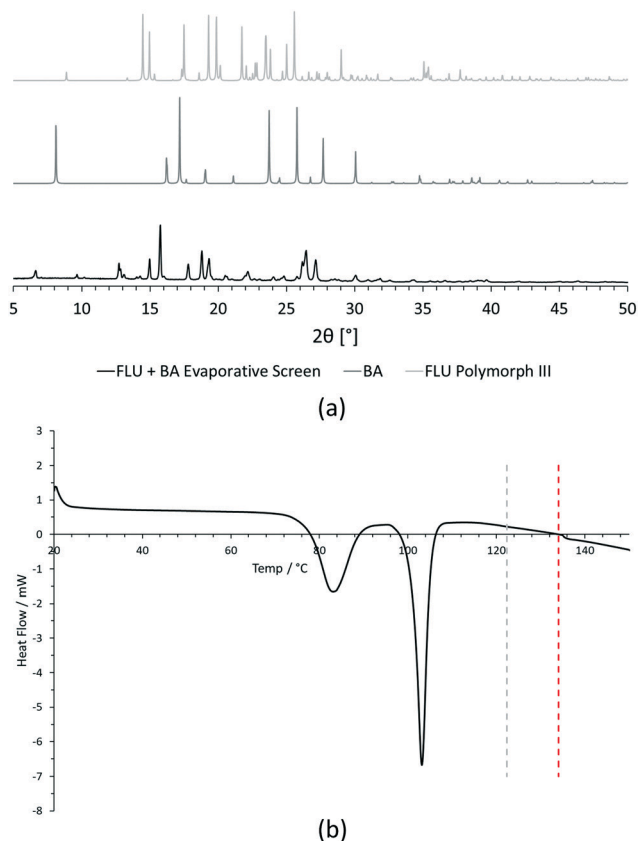 5 10 15 20 25 30 35 40 45 50
2θ [°]
FLU + BA Evaporative Screen BA FLU Polymorph III
(a)
3
2
1
0
-1
-2
-3
-4
-5
-6
-7
-8
20 40 60 80 100 120 140
Temp / °C
Heat Flow / mW
(b)